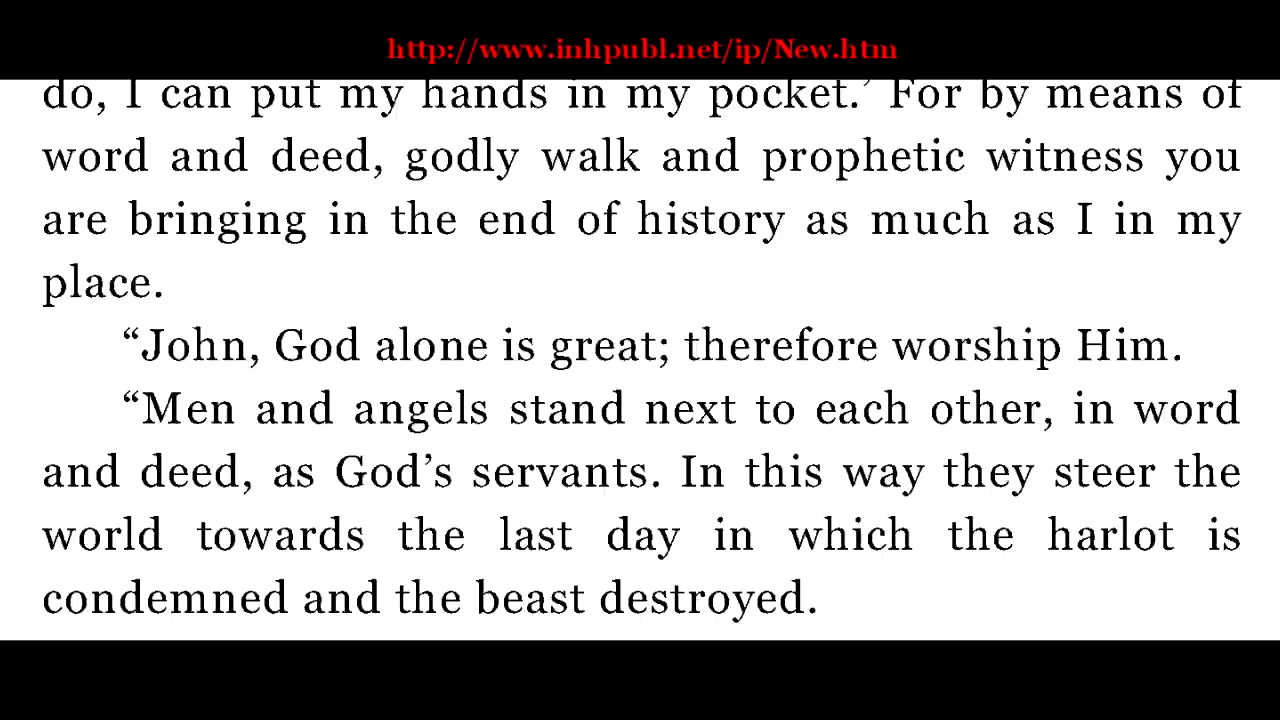 http://www.inhpubl.net/ip/New.htm
do, I can put my hands in my pocket.’ For by means of
word and deed, godly walk and prophetic witness you
are bringing in the end of history as much as I in my
place.
“John, God alone is great; therefore worship Him.
“Men and angels stand next to each other, in word
and deed, as God’s servants. In this way they steer the
world towards the last day in which the harlot is
condemned and the beast destroyed.